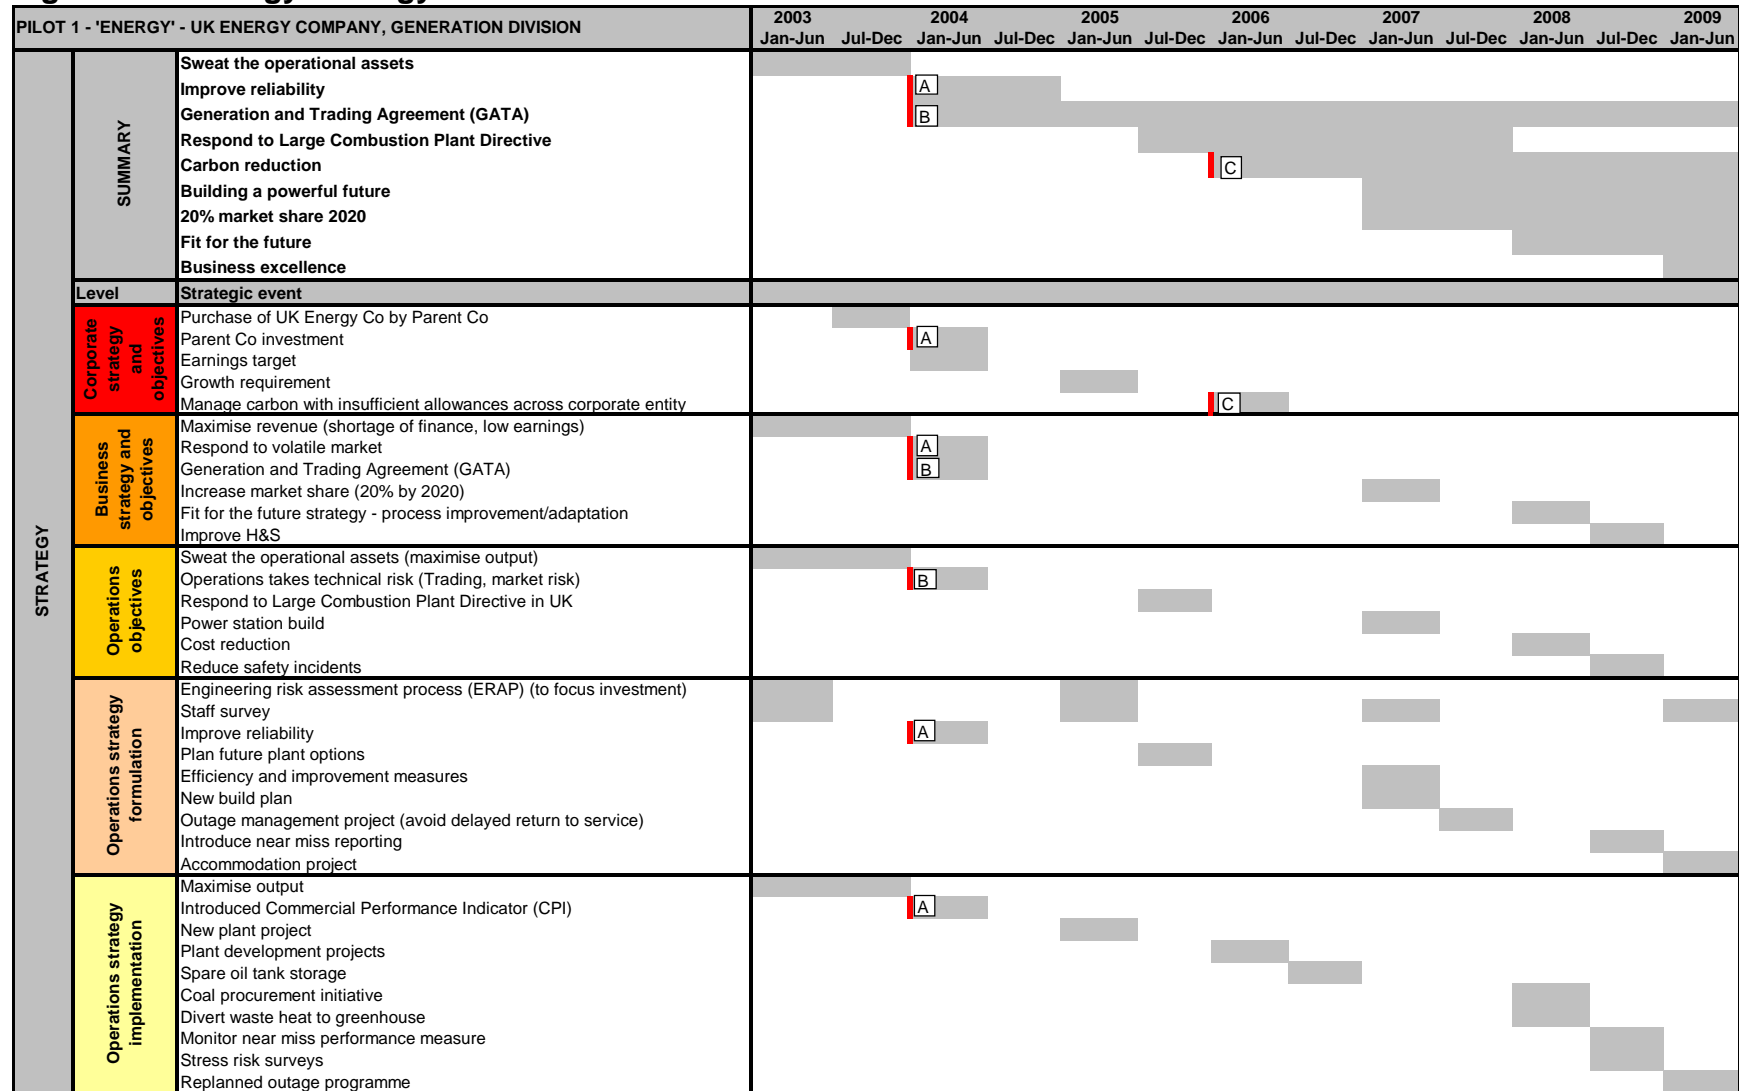 PILOT 1 - 'ENERGY' - UK ENERGY COMPANY, GENERATION DIVISION
2003 2004 2005 2006 2007 2008 2009
Jan-Jun Jul-Dec Jan-Jun Jul-Dec Jan-Jun Jul-Dec Jan-Jun Jul-Dec Jan-Jun Jul-Dec Jan-Jun Jul-Dec Jan-Jun
STRATEGY
SUMMARY
Sweat the operational assets
Improve reliability A
Generation and Trading Agreement (GATA) B
Respond to Large Combustion Plant Directive
Carbon reduction C
Building a powerful future
20% market share 2020
Fit for the future
Business excellence
Level Strategic event
Corporate
strategy
and
objectives
Purchase of UK Energy Co by Parent Co
Parent Co investment A
Earnings target
Growth requirement
Manage carbon with insufficient allowances across corporate entity C
Business
strategy and
objectives
Maximise revenue (shortage of finance, low earnings)
Respond to volatile market A
Generation and Trading Agreement (GATA) B
Increase market share (20% by 2020)
Fit for the future strategy - process improvement/adaptation
Improve H&S
Operations
objectives
Sweat the operational assets (maximise output)
Operations takes technical risk (Trading, market risk) B
Respond to Large Combustion Plant Directive in UK
Power station build
Cost reduction
Reduce safety incidents
Operations strategy
formulation
Engineering risk assessment process (ERAP) (to focus investment)
Staff survey
Improve reliability A
Plan future plant options
Efficiency and improvement measures
New build plan
Outage management project (avoid delayed return to service)
Introduce near miss reporting
Accommodation project
Operations strategy
implementation
Maximise output
Introduced Commercial Performance Indicator (CPI) A
New plant project
Plant development projects
Spare oil tank storage
Coal procurement initiative
Divert waste heat to greenhouse
Monitor near miss performance measure
Stress risk surveys
Replanned outage programme